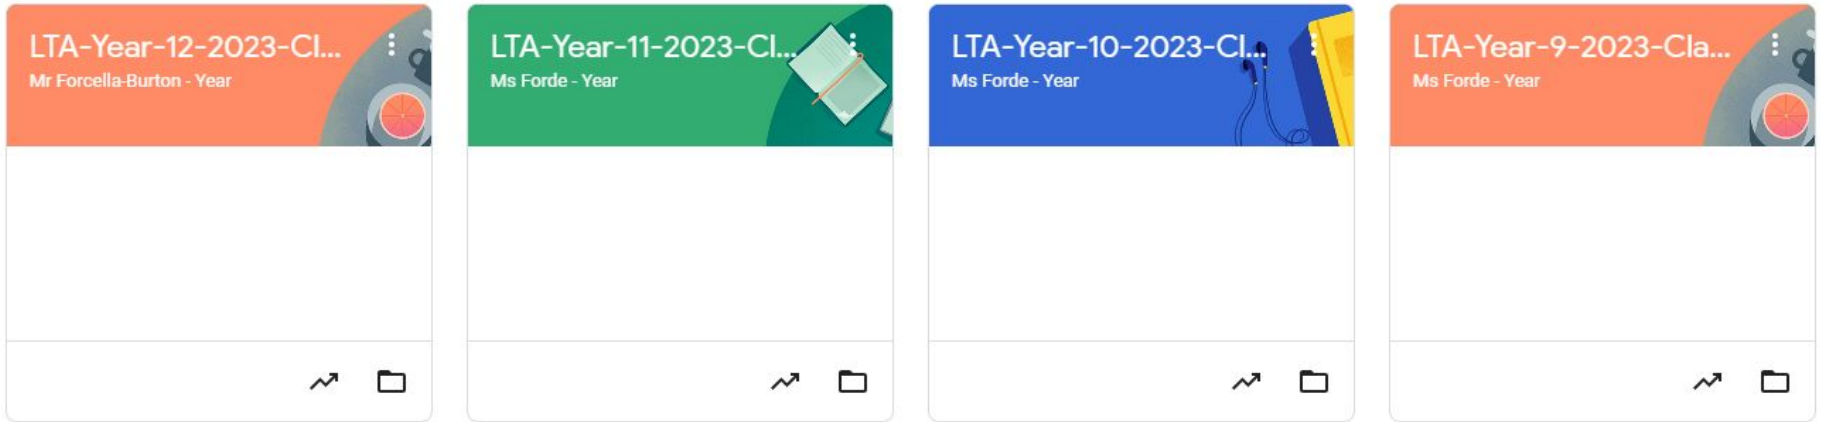 LTA-Year-12-2023-Cl...
Mr Forcella-Burton - Year
LTA-Year-11-2023-Cl...
Ms Forde - Year
LTA-Year-10-2023-Cl...
Ms Forde - Year
LTA-Year-9-2023-Cla...
Ms Forde - Year